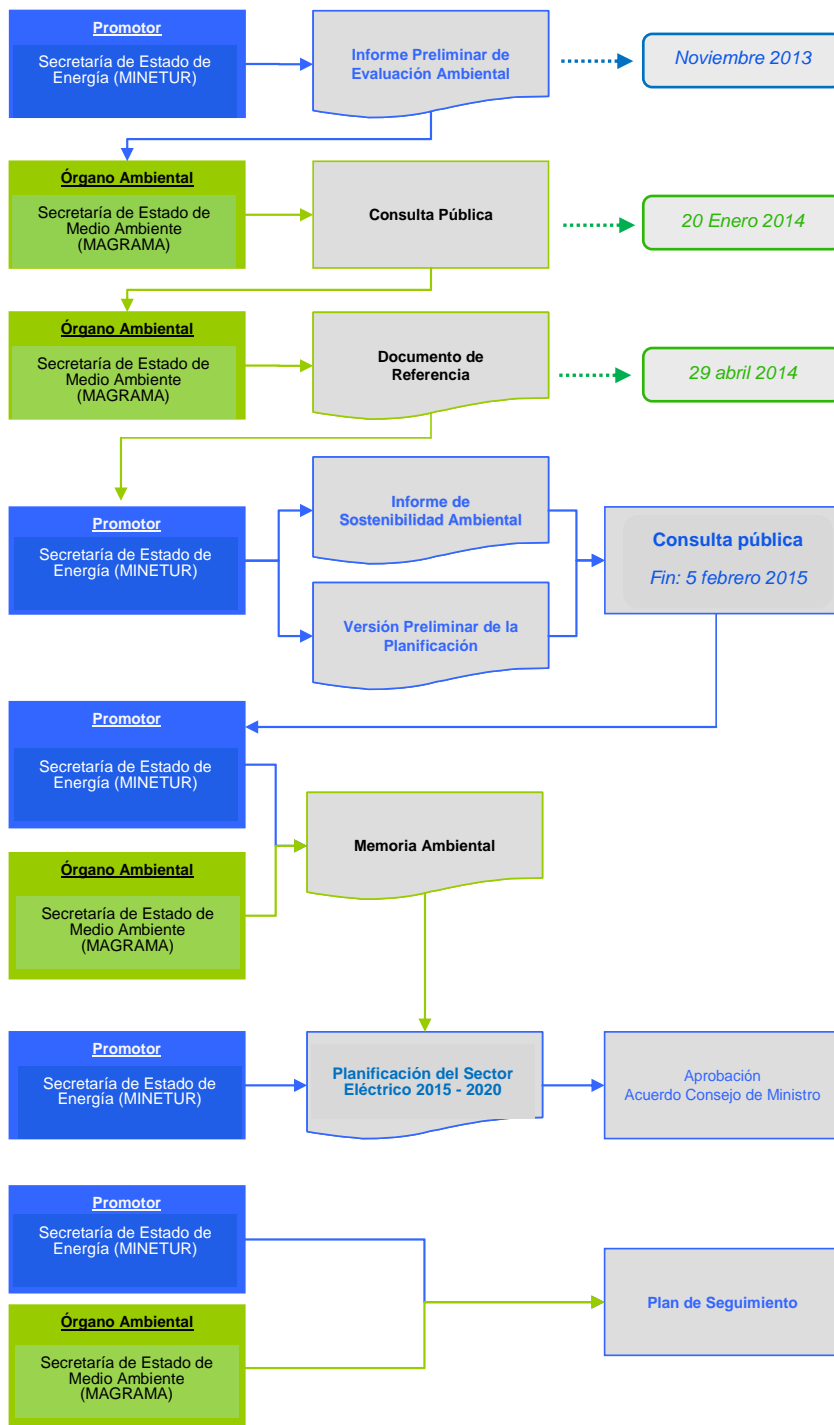 Promotor
Secretaría de Estado de
Energía (MINETUR)
Informe Preliminar de
Evaluación Ambiental
Noviembre 2013
Órgano Ambiental
Secretaría de Estado de
Medio Ambiente
(MAGRAMA)
Consulta Pública
20 Enero 2014
Órgano Ambiental
Secretaría de Estado de
Medio Ambiente
(MAGRAMA)
Documento de
Referencia
29 abril 2014
Promotor
Secretaría de Estado de
Energía (MINETUR)
Informe de
Sostenibilidad Ambiental
Versión Preliminar de la
Planificación
Consulta pública
Fin: 5 febrero 2015
Promotor
Secretaría de Estado de
Energía (MINETUR)
Órgano Ambiental
Secretaría de Estado de
Medio Ambiente
(MAGRAMA)
Memoria Ambiental
Promotor
Secretaría de Estado de
Energía (MINETUR)
Planificación del Sector
Eléctrico 2015 - 2020
Aprobación
Acuerdo Consejo de Ministro
Promotor
Secretaría de Estado de
Energía (MINETUR)
Órgano Ambiental
Secretaría de Estado de
Medio Ambiente
(MAGRAMA)
Plan de Seguimiento